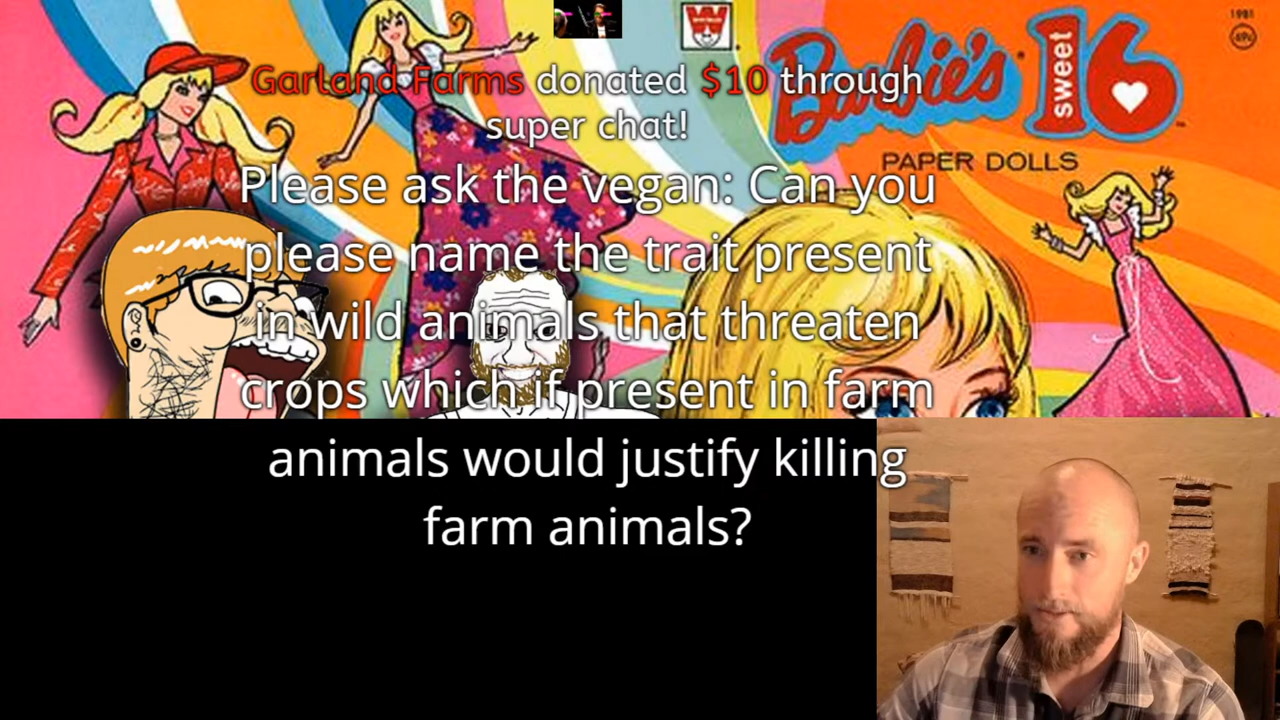 1981
Barbie's sweet 16
PAPER DOLLS
Garland Farms donated $10 through
super chat!
Please ask the vegan: Can you
please name the trait present
in wild animals that threaten
crops which if present in farm
animals would justify killing
farm animals?